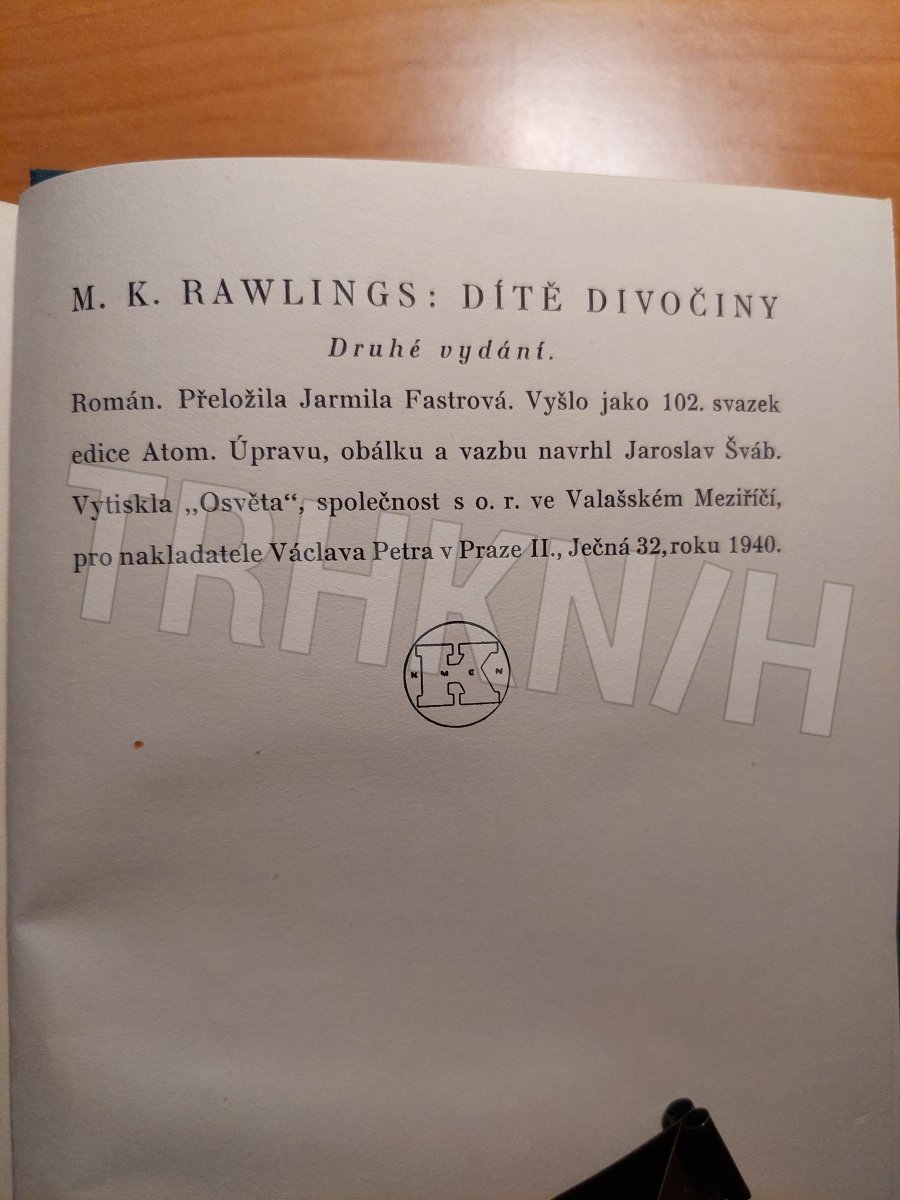 M. K. RAWLINGS: DÍTĚ DIVOČINY
Druhé vydání.
Román. Přeložila Jarmila Fastrová. Vyšlo jako 102. svazek
edice Atom. Úpravu, obálku a vazbu navrhl Jaroslav Šváb.
Vytiskla „Osvěta“, společnost s o. r. ve Valašském Meziříčí,
pro nakladatele Václava Petra v Praze II., Ječná 32, roku 1940.
TRHKN/H
K M E N